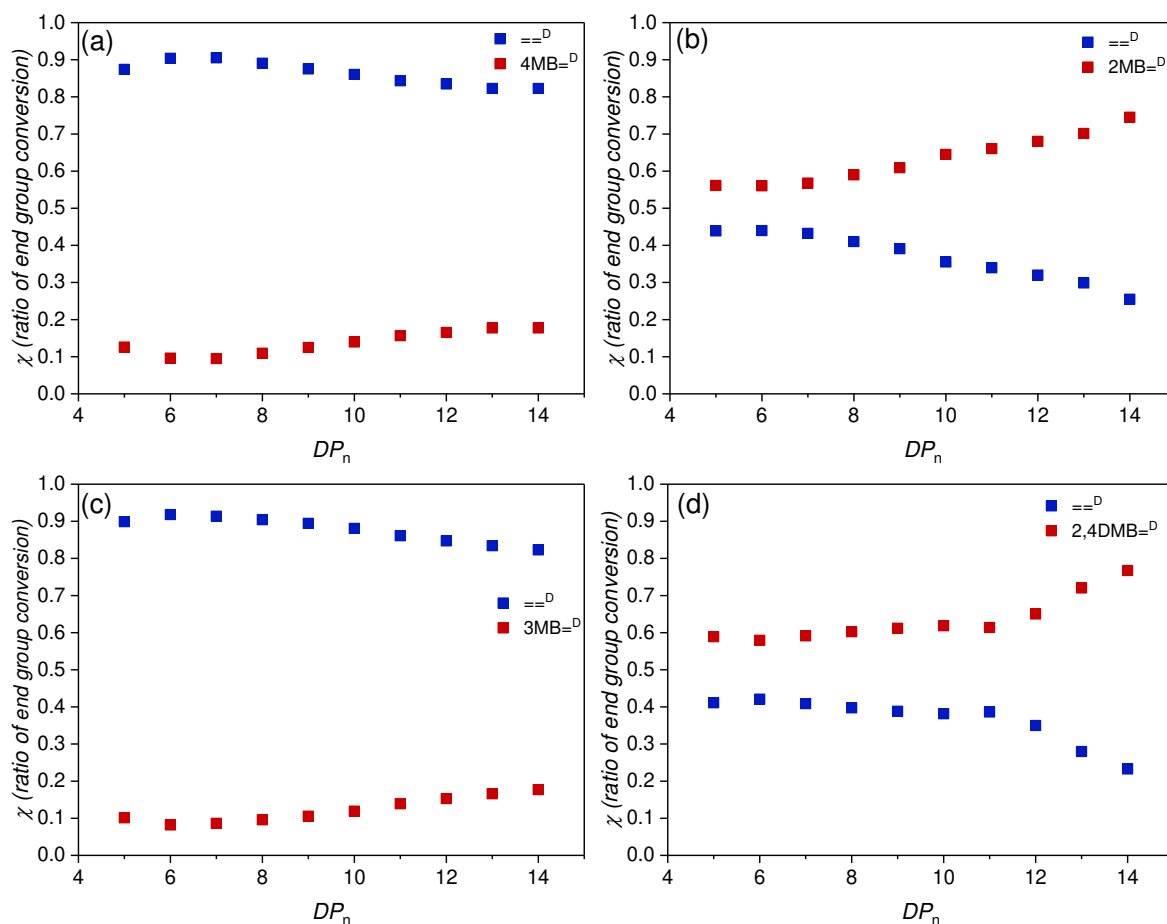 (a)
==ᴰ
4MB=ᴰ
1.0
0.9
0.8
0.7
0.6
0.5
0.4
0.3
0.2
0.1
0.0
χ (ratio of end group conversion)
4 6 8 10 12 14
DPₙ
(b)
==ᴰ
2MB=ᴰ
1.0
0.9
0.8
0.7
0.6
0.5
0.4
0.3
0.2
0.1
0.0
χ (ratio of end group conversion)
4 6 8 10 12 14
DPₙ
(c)
==ᴰ
3MB=ᴰ
1.0
0.9
0.8
0.7
0.6
0.5
0.4
0.3
0.2
0.1
0.0
χ (ratio of end group conversion)
4 6 8 10 12 14
DPₙ
(d)
==ᴰ
2,4DMB=ᴰ
1.0
0.9
0.8
0.7
0.6
0.5
0.4
0.3
0.2
0.1
0.0
χ (ratio of end group conversion)
4 6 8 10 12 14
DPₙ